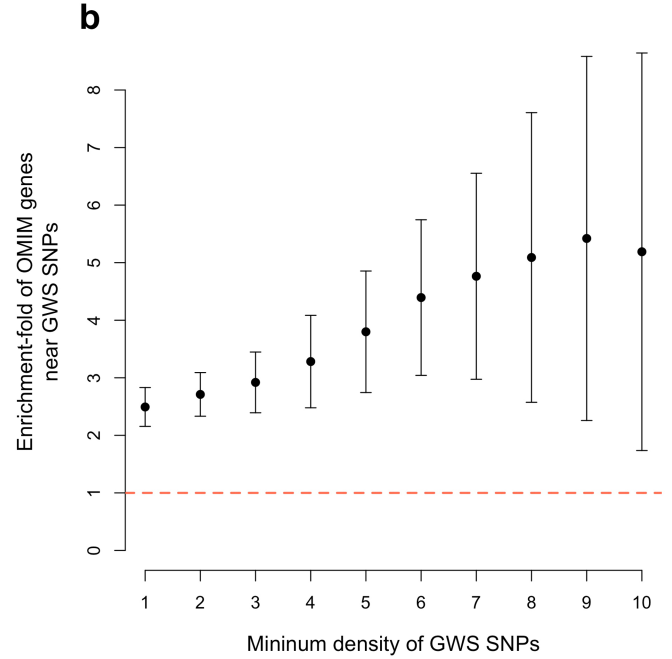 b
Enrichment-fold of OMIM genes
near GWS SNPs
8
7
6
5
4
3
2
1
0
1 2 3 4 5 6 7 8 9 10
Mininum density of GWS SNPs